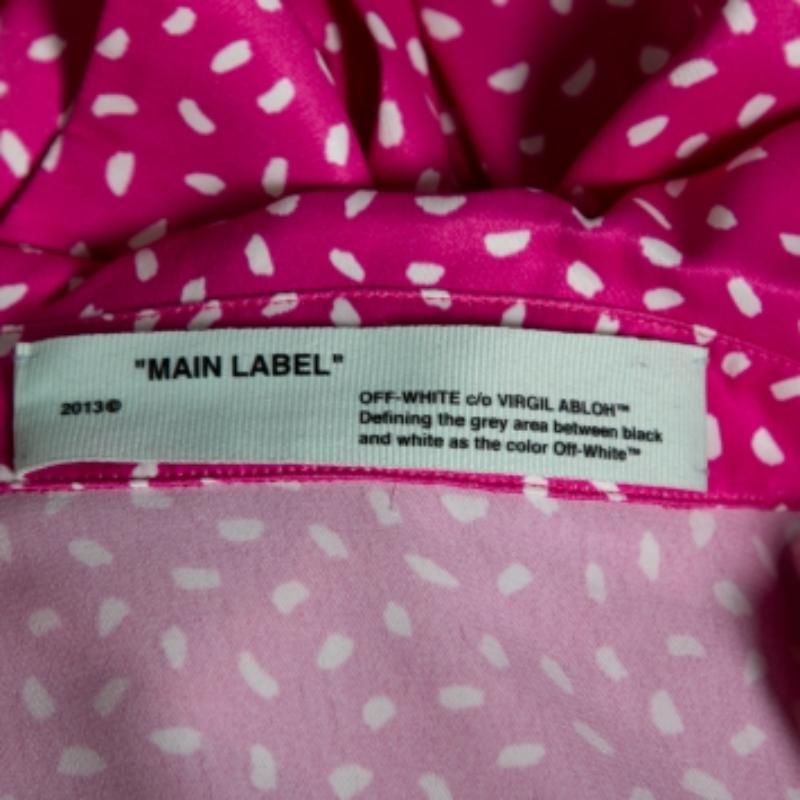 "MAIN LABEL"
2013©
OFF-WHITE c/o VIRGIL ABLOH™
Defining the grey area between black
and white as the color Off-White™